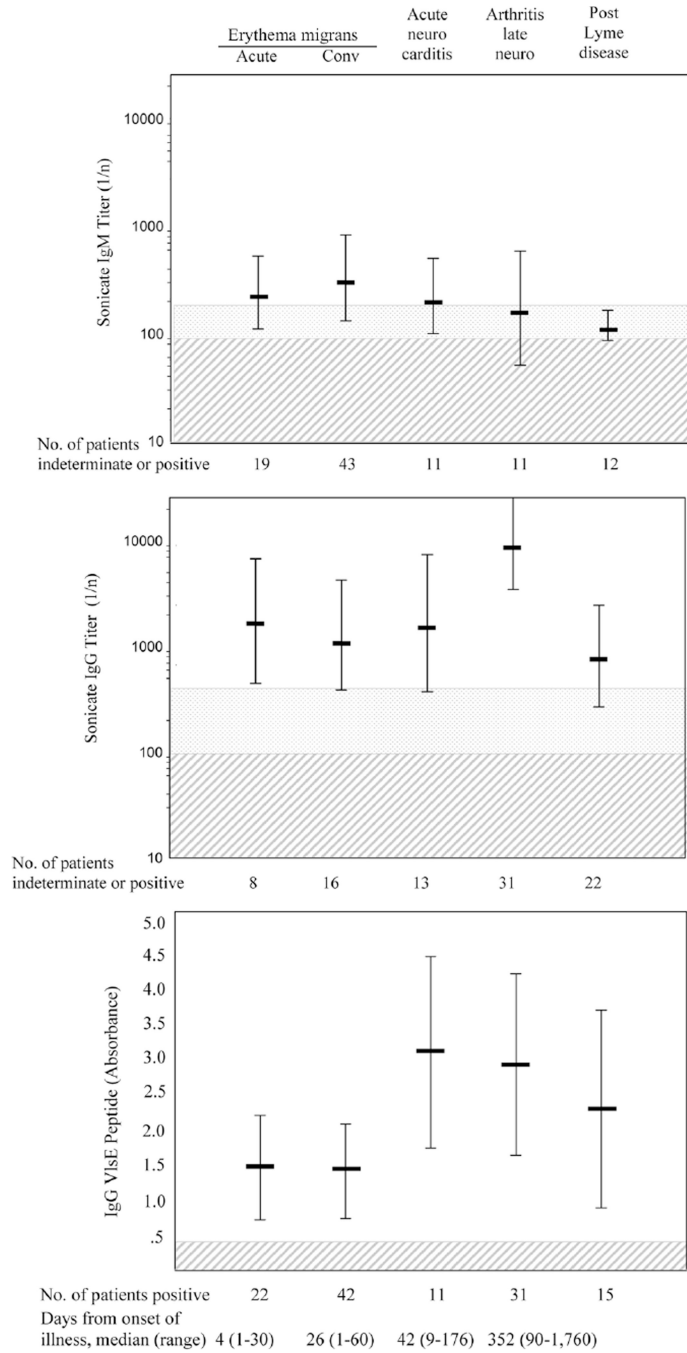 Erythema migrans
Acute Conv
Acute neuro carditis
Arthritis late neuro
Post Lyme disease
Sonicate IgM Titer (1/n)
10000
1000
100
10
No. of patients
indeterminate or positive 19 43 11 11 12
Sonicate IgG Titer (1/n)
10000
1000
100
10
No. of patients
indeterminate or positive 8 16 13 31 22
IgG VlsE Peptide (Absorbance)
5.0
4.5
4.0
3.5
3.0
2.5
2.0
1.5
1.0
.5
No. of patients positive 22 42 11 31 15
Days from onset of
illness, median (range) 4 (1-30) 26 (1-60) 42 (9-176) 352 (90-1,760)